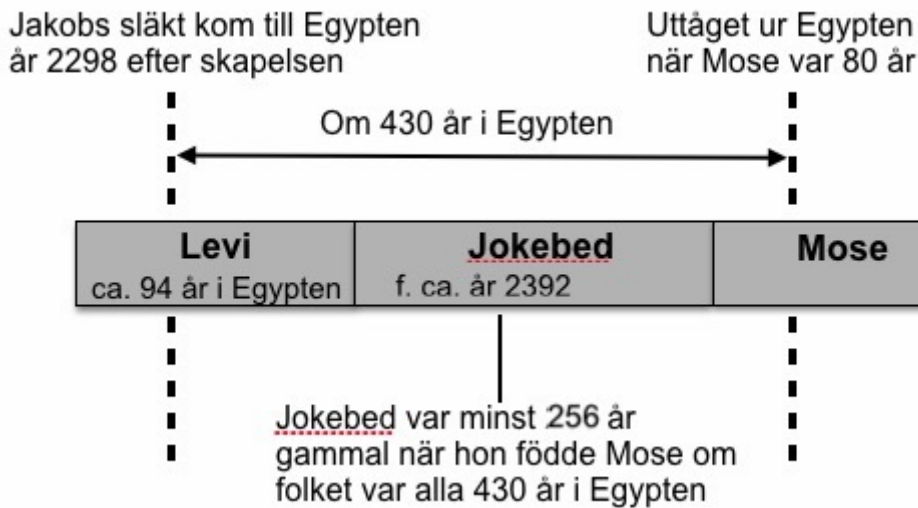 Jakobs släkt kom till Egypten
år 2298 efter skapelsen
Uttåget ur Egypten
när Mose var 80 år
Om 430 år i Egypten
Levi
ca. 94 år i Egypten
Jokebed
f. ca. år 2392
Mose
Jokebed var minst 256 år
gammal när hon födde Mose om
folket var alla 430 år i Egypten